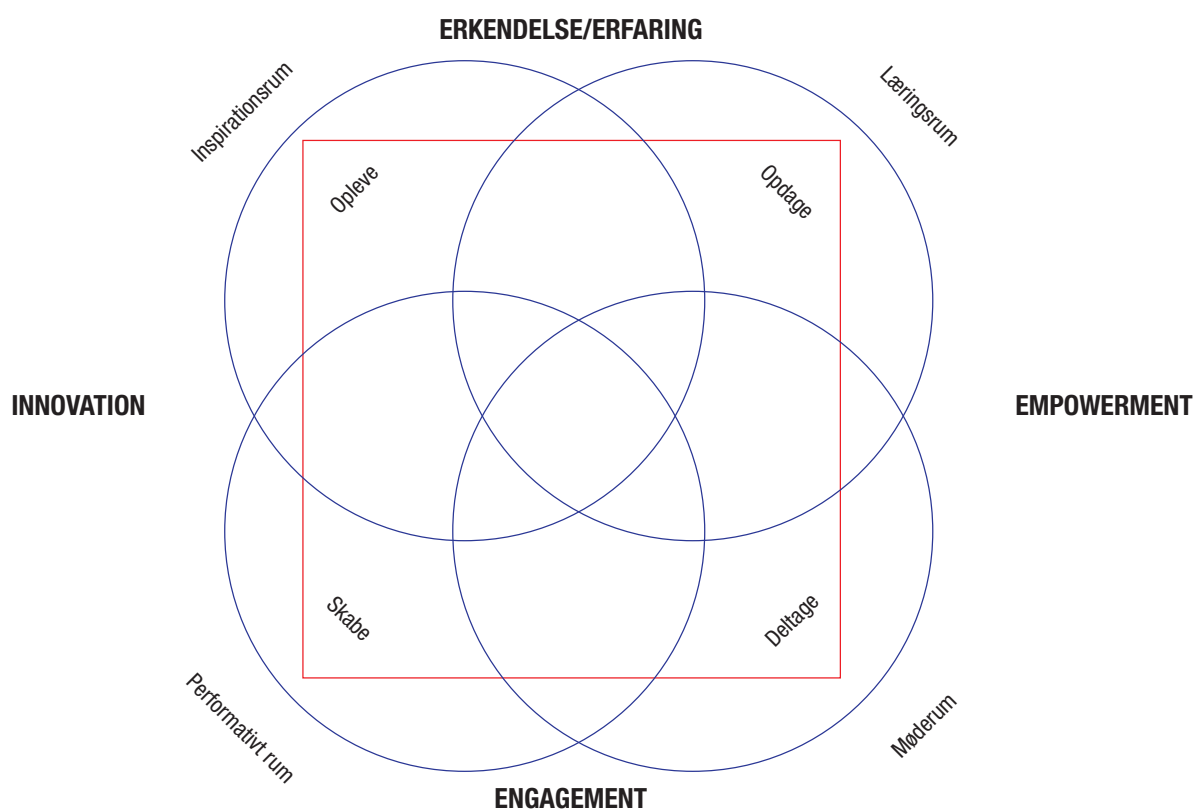 ERKENDELSE/ERFARING
Inspirationsrum
Læringsrum
Opleve
Opdage
INNOVATION
EMPOWERMENT
Skabe
Deltage
Performativt rum
Møderum
ENGAGEMENT